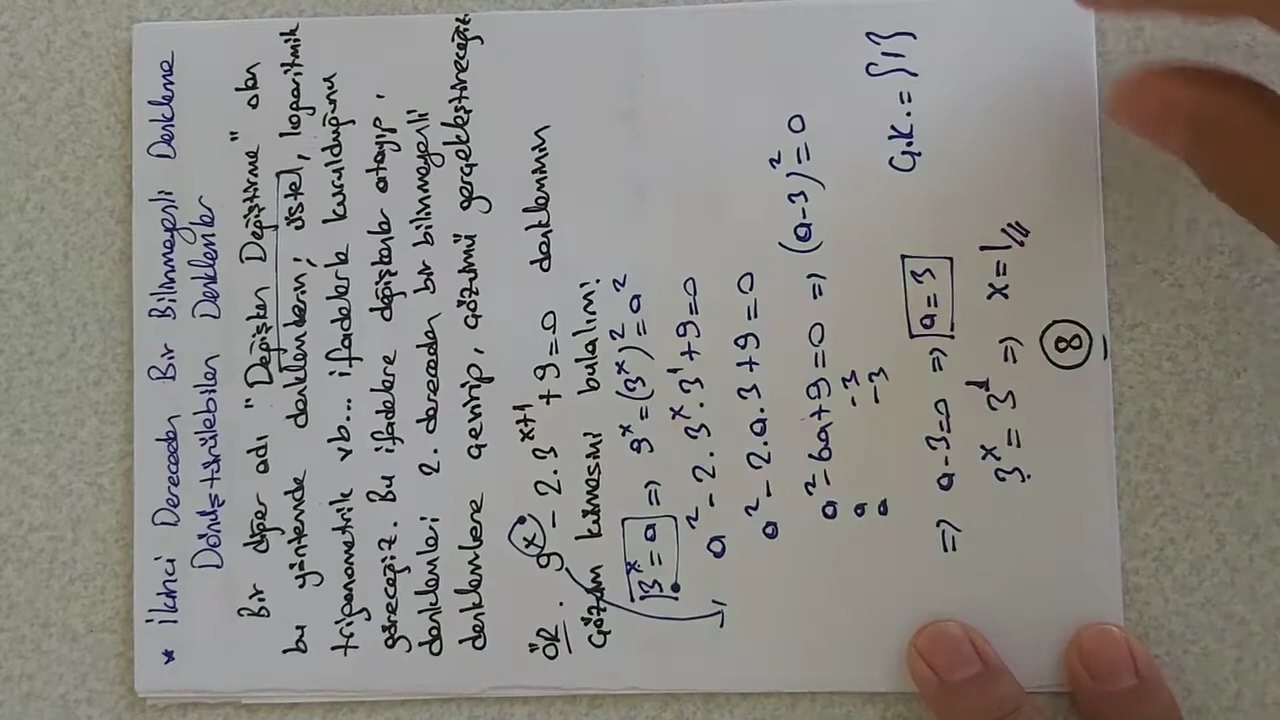 * İkinci Dereceden Bir Bilinmeyenli Denkleme
Dönüştürülebilen Denklemler
Bir diğer adı "Değişken Değiştirme" olan
bu yöntemde denklemlerin; üstel, logaritmik
trigonometrik vb... ifadelerle kurulduğunu
göreceğiz. Bu ifadelere değişkenler atayıp,
denklemleri 2. dereceden bir bilinmeyenli
denklemlere çevirip, çözümü gerçekleştireceğiz.
ÖR. 9^x - 2.3^(x+1) + 9 = 0 denkleminin
Çözüm kümesini bulalım!
3^x = a => 9^x = (3^x)^2 = a^2
a^2 - 2.3^x.3^1 + 9 = 0
a^2 - 2.a.3 + 9 = 0
a^2 - 6a + 9 = 0 => (a-3)^2 = 0
a -3
a -3
=> a-3=0 => a=3
3^x = 3^1 => x=1
Ç.K. = {1}
8